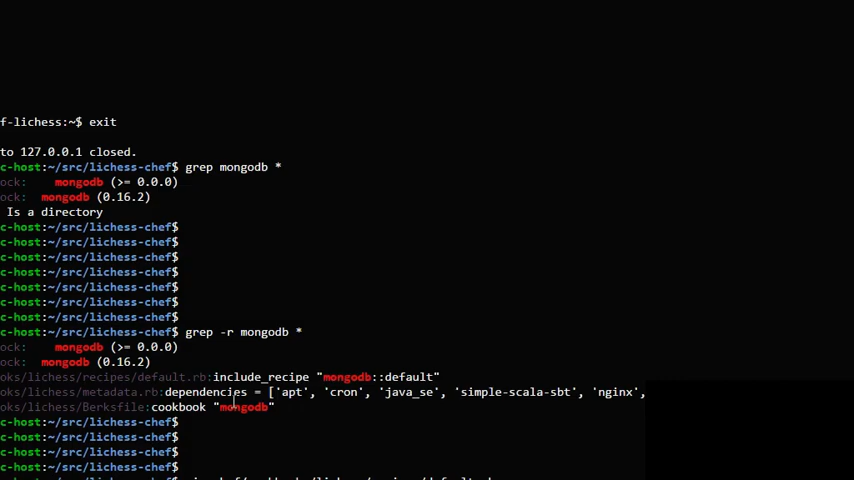 f-lichess:~$ exit
to 127.0.0.1 closed.
c-host:~/src/lichess-chef$ grep mongodb *
ock:    mongodb (>= 0.0.0)
ock:  mongodb (0.16.2)
 Is a directory
c-host:~/src/lichess-chef$
c-host:~/src/lichess-chef$
c-host:~/src/lichess-chef$
c-host:~/src/lichess-chef$
c-host:~/src/lichess-chef$
c-host:~/src/lichess-chef$
c-host:~/src/lichess-chef$
c-host:~/src/lichess-chef$ grep -r mongodb *
ock:    mongodb (>= 0.0.0)
ock:  mongodb (0.16.2)
oks/lichess/recipes/default.rb:include_recipe "mongodb::default"
oks/lichess/metadata.rb:dependencies = ['apt', 'cron', 'java_se', 'simple-scala-sbt', 'nginx',
oks/lichess/Berksfile:cookbook "mongodb"
c-host:~/src/lichess-chef$
c-host:~/src/lichess-chef$
c-host:~/src/lichess-chef$
c-host:~/src/lichess-chef$